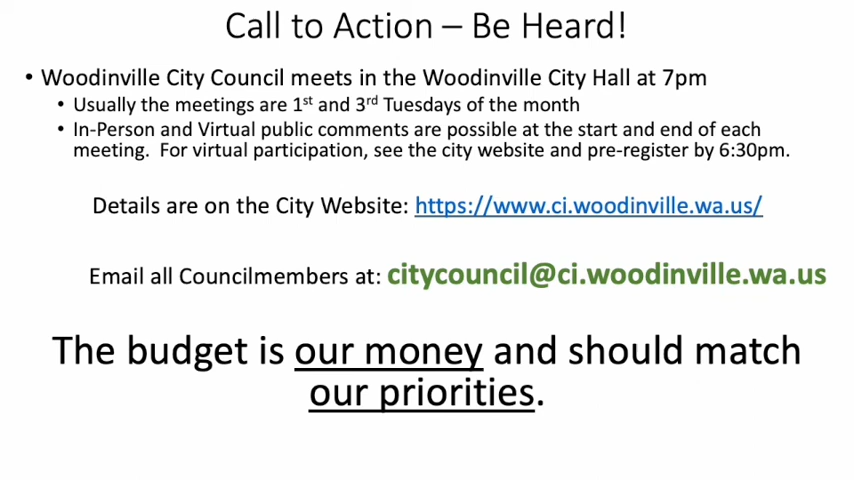 Call to Action – Be Heard!
• Woodinville City Council meets in the Woodinville City Hall at 7pm
• Usually the meetings are 1st and 3rd Tuesdays of the month
• In-Person and Virtual public comments are possible at the start and end of each
meeting.  For virtual participation, see the city website and pre-register by 6:30pm.
Details are on the City Website: https://www.ci.woodinville.wa.us/
Email all Councilmembers at: citycouncil@ci.woodinville.wa.us
The budget is our money and should match
our priorities.